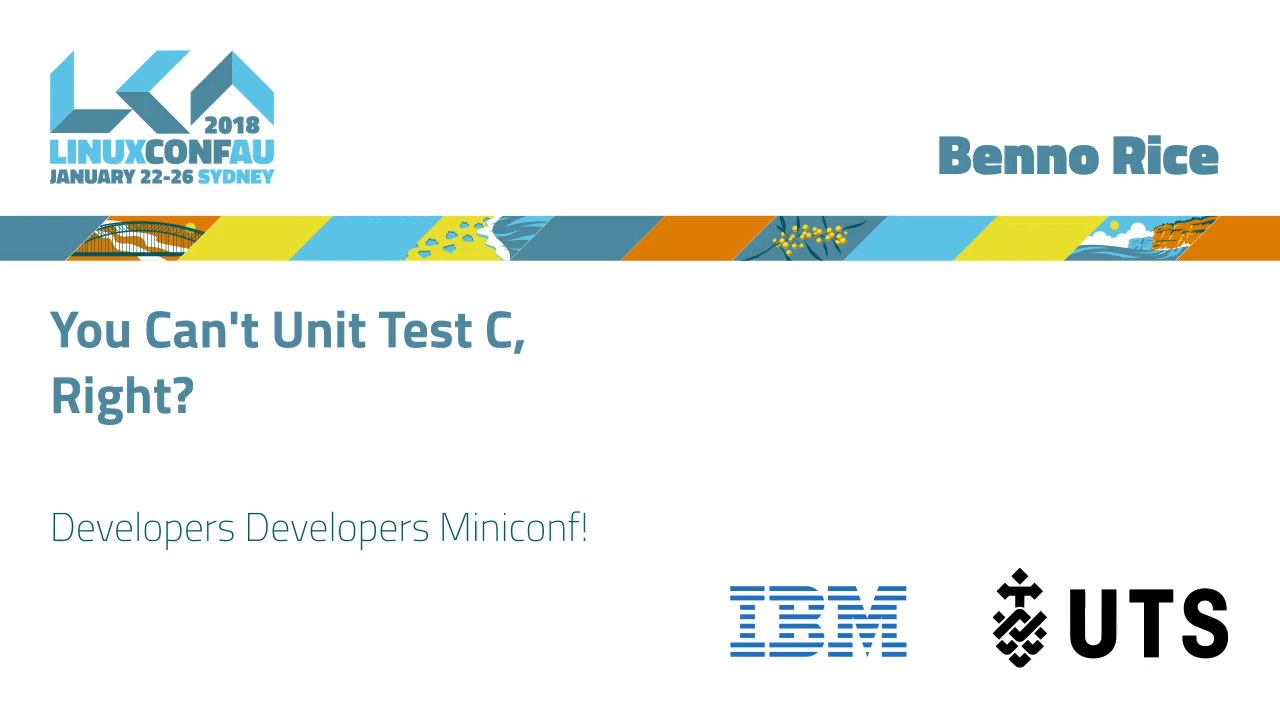 2018
LINUXCONFAU
JANUARY 22-26 SYDNEY
Benno Rice
You Can't Unit Test C,
Right?
Developers Developers Miniconf!
IBM
UTS